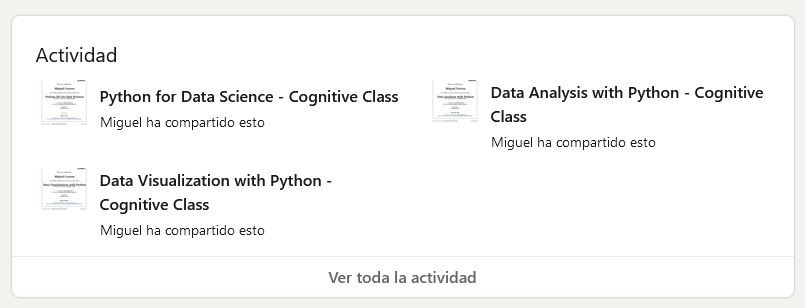 Actividad
Python for Data Science - Cognitive Class
Miguel ha compartido esto
Data Analysis with Python - Cognitive
Class
Miguel ha compartido esto
Data Visualization with Python -
Cognitive Class
Miguel ha compartido esto
Ver toda la actividad